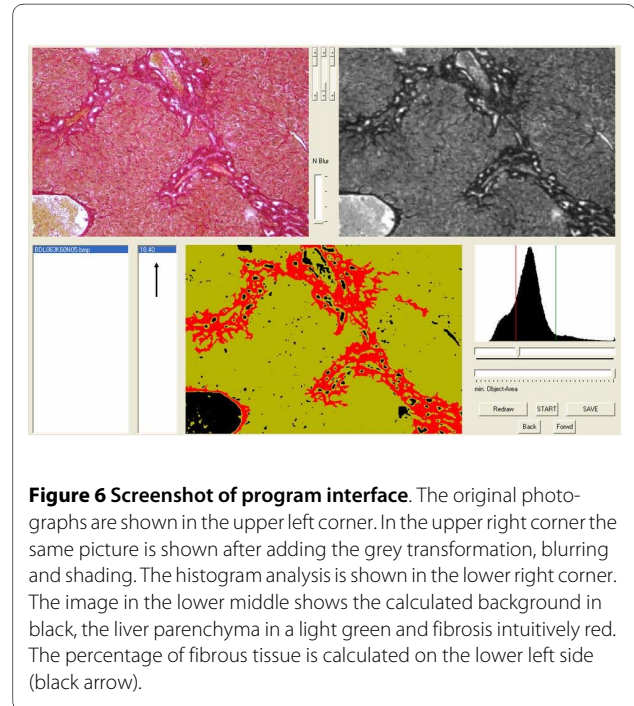 N Blur
BDL063K60N05.bmp
18.40
min. Object-Area
Redraw START SAVE
Back Forwd
Figure 6 Screenshot of program interface. The original photo-
graphs are shown in the upper left corner. In the upper right corner the
same picture is shown after adding the grey transformation, blurring
and shading. The histogram analysis is shown in the lower right corner.
The image in the lower middle shows the calculated background in
black, the liver parenchyma in a light green and fibrosis intuitively red.
The percentage of fibrous tissue is calculated on the lower left side
(black arrow).